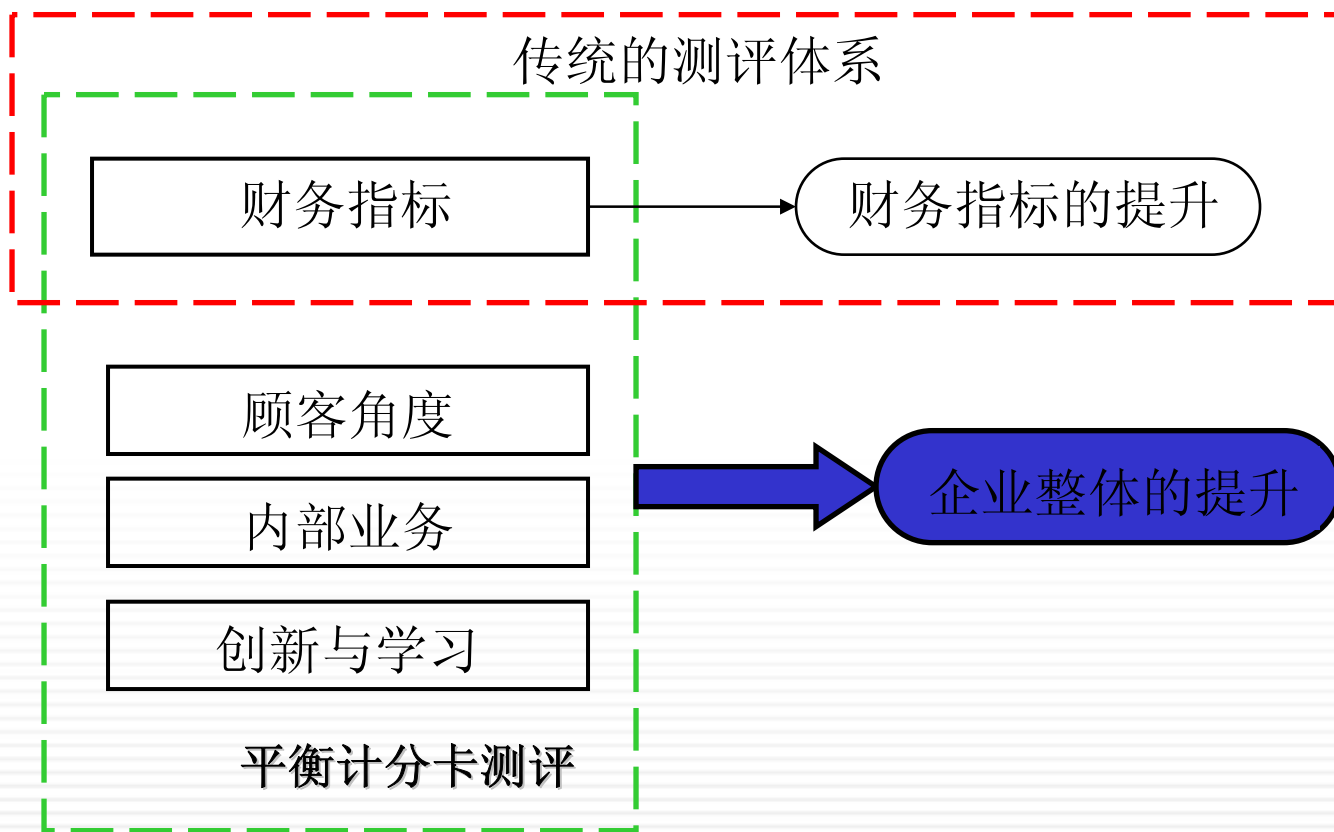 传统的测评体系
财务指标
财务指标的提升
顾客角度
内部业务
企业整体的提升
创新与学习
平衡计分卡测评